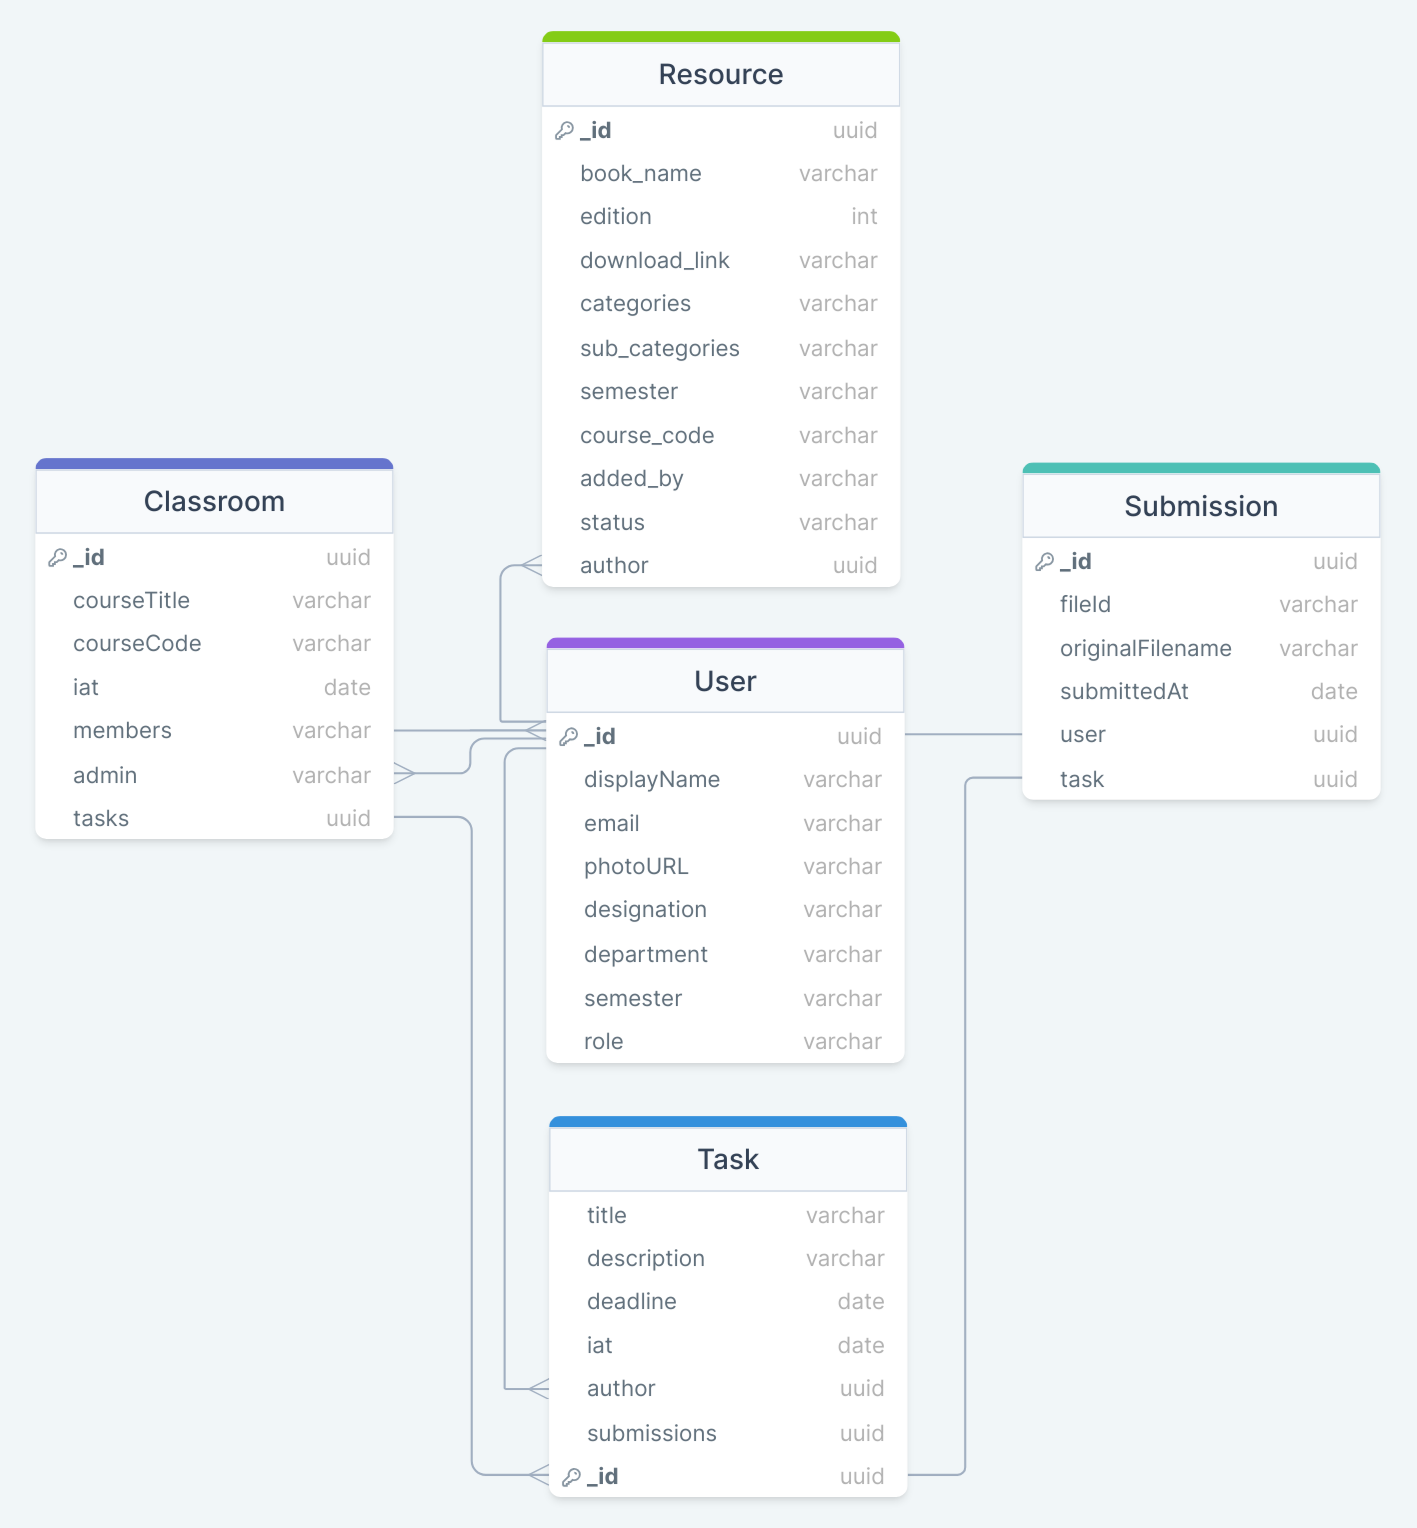 Resource
_id uuid
book_name varchar
edition int
download_link varchar
categories varchar
sub_categories varchar
semester varchar
course_code varchar
added_by varchar
status varchar
author uuid
Classroom
_id uuid
courseTitle varchar
courseCode varchar
iat date
members varchar
admin varchar
tasks uuid
User
_id uuid
displayName varchar
email varchar
photoURL varchar
designation varchar
department varchar
semester varchar
role varchar
Submission
_id uuid
fileId varchar
originalFilename varchar
submittedAt date
user uuid
task uuid
Task
title varchar
description varchar
deadline date
iat date
author uuid
submissions uuid
_id uuid